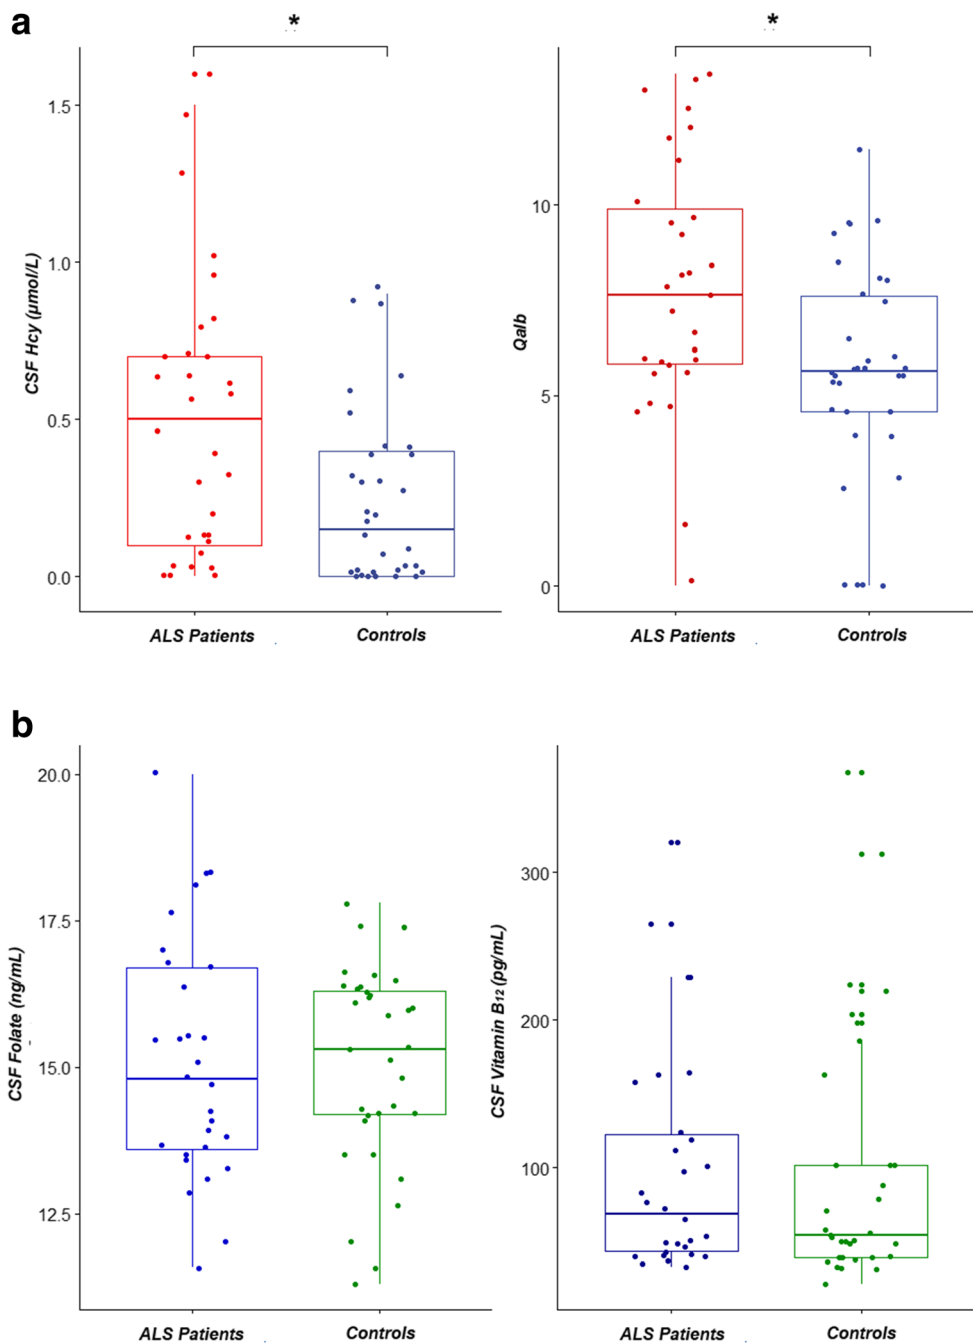 a
*
*
CSF Hcy (μmol/L)
1.5
1.0
0.5
0.0
ALS Patients
Controls
Qalb
10
5
0
ALS Patients
Controls
b
CSF Folate (ng/mL)
20.0
17.5
15.0
12.5
ALS Patients
Controls
CSF Vitamin B₁₂ (pg/mL)
300
200
100
ALS Patients
Controls